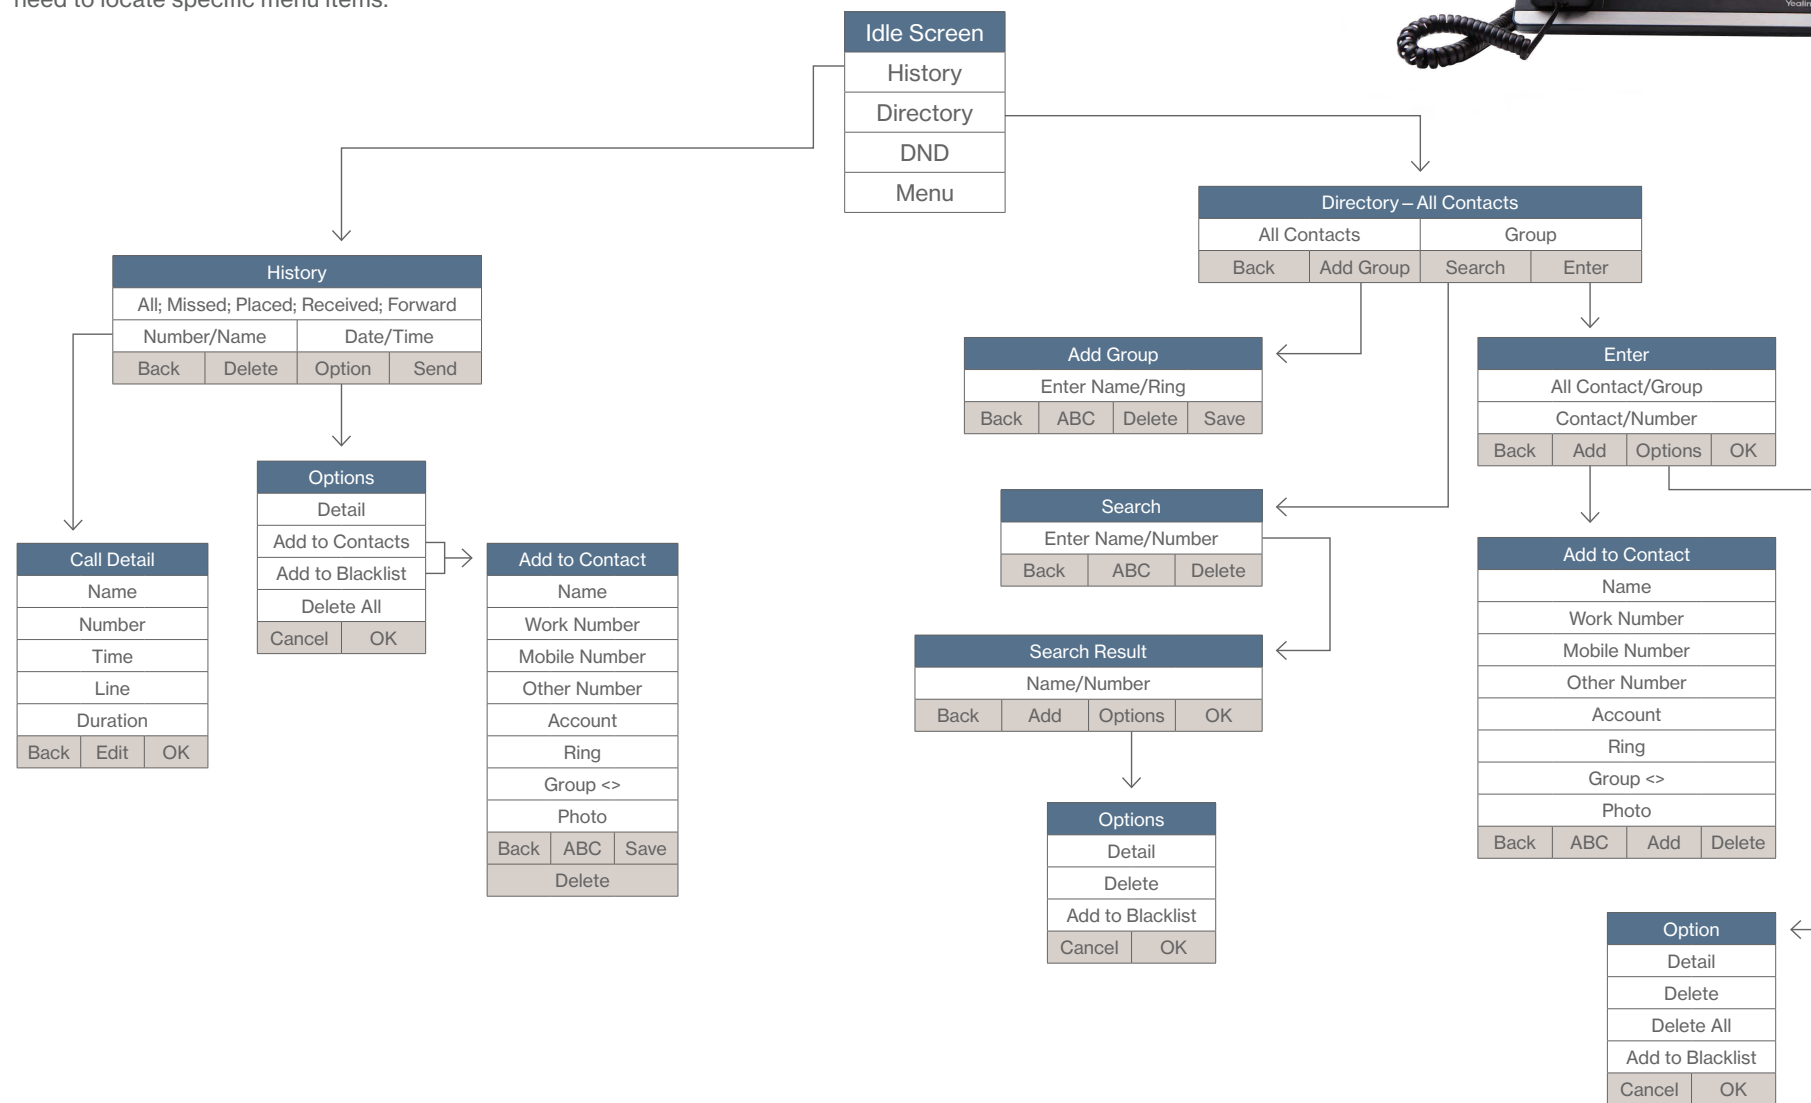 need to locate specific menu items.
Yealin
Idle Screen
History
Directory
DND
Menu
Directory – All Contacts
All Contacts Group
Back Add Group Search Enter
History
All; Missed; Placed; Received; Forward
Number/Name Date/Time
Back Delete Option Send
Add Group
Enter Name/Ring
Back ABC Delete Save
Enter
All Contact/Group
Contact/Number
Back Add Options OK
Options
Detail
Add to Contacts
Add to Blacklist
Delete All
Cancel OK
Search
Enter Name/Number
Back ABC Delete
Call Detail
Name
Number
Time
Line
Duration
Back Edit OK
Add to Contact
Name
Work Number
Mobile Number
Other Number
Account
Ring
Group <>
Photo
Back ABC Save
Delete
Search Result
Name/Number
Back Add Options OK
Options
Detail
Delete
Add to Blacklist
Cancel OK
Add to Contact
Name
Work Number
Mobile Number
Other Number
Account
Ring
Group <>
Photo
Back ABC Add Delete
Option
Detail
Delete
Delete All
Add to Blacklist
Cancel OK